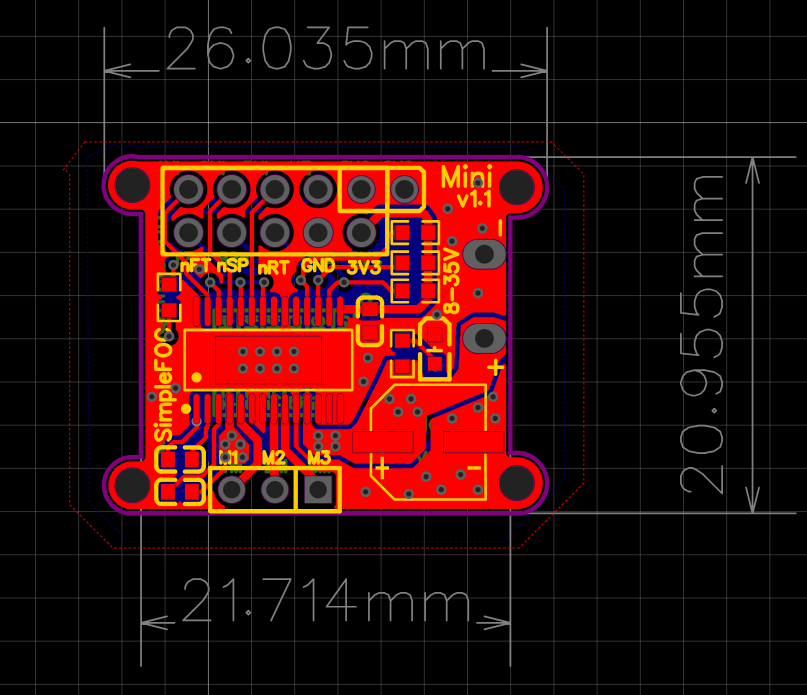 26.035mm
Mini
v1.1
nFT nSP nRT GND 3V3
8-35V
-
+
20.955mm
SimpleFOC
M1 M2 M3
+ -
21.714mm